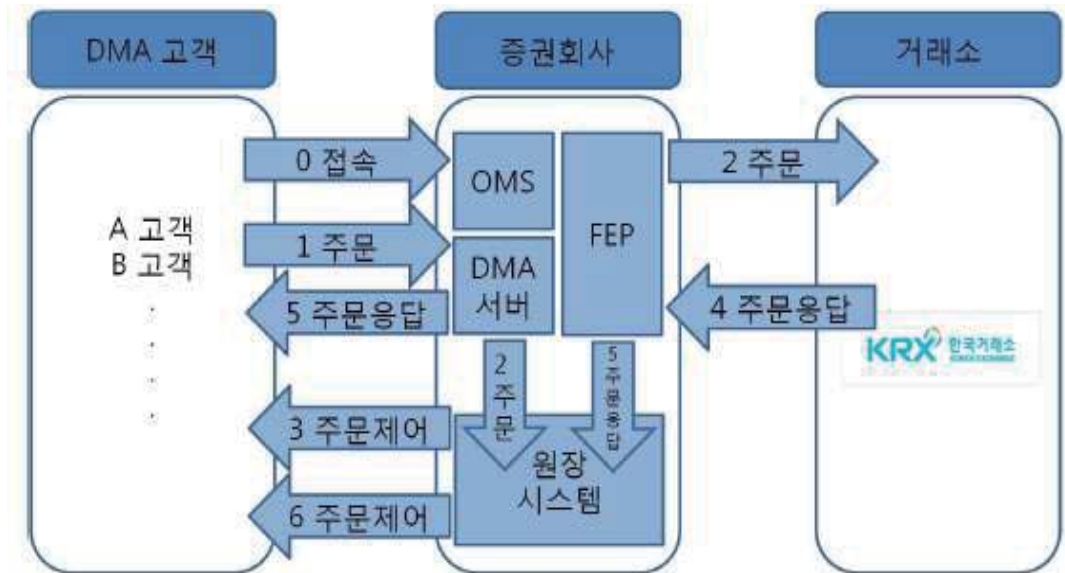 DMA 고객
증권회사
거래소
0 접속
OMS
FEP
2 주문
A 고객
B 고객
1 주문
DMA
서버
5 주문응답
4 주문응답
KRX 한국거래소
2주문
5주문응답
3 주문제어
원장
시스템
6 주문제어